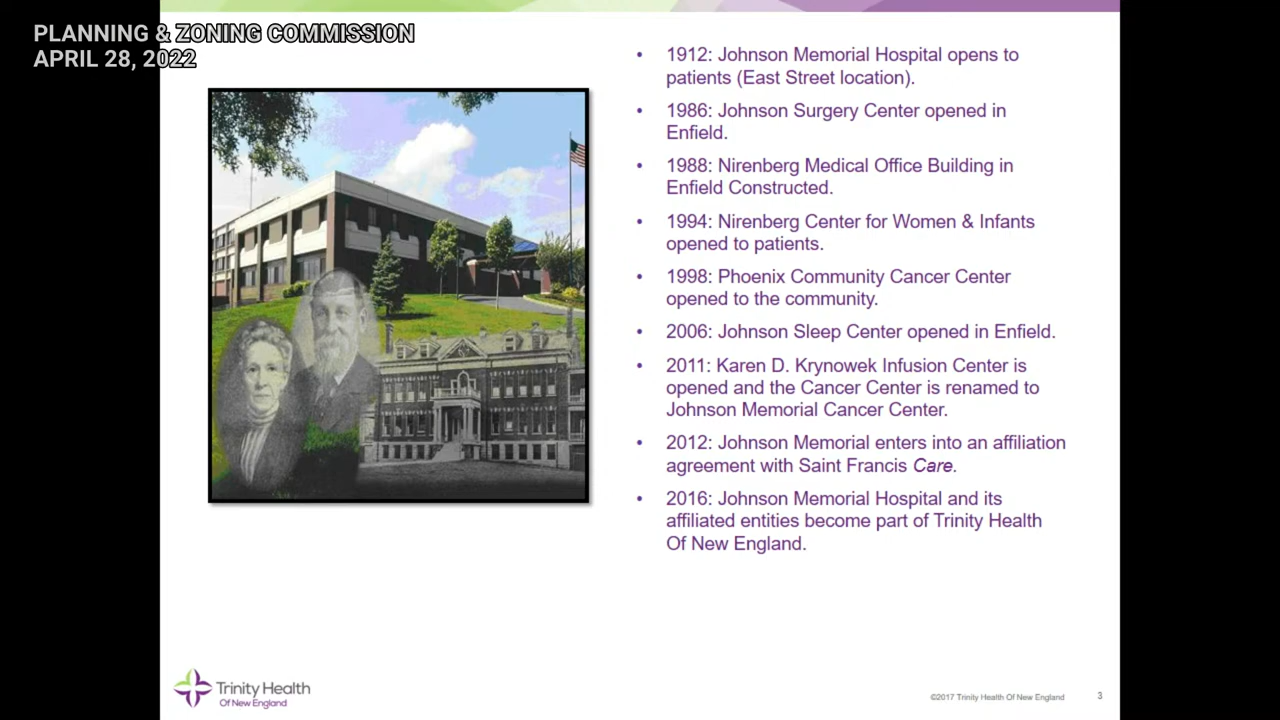 PLANNING & ZONING COMMISSION
APRIL 28, 2022
• 1912: Johnson Memorial Hospital opens to
patients (East Street location).
• 1986: Johnson Surgery Center opened in
Enfield.
• 1988: Nirenberg Medical Office Building in
Enfield Constructed.
• 1994: Nirenberg Center for Women & Infants
opened to patients.
• 1998: Phoenix Community Cancer Center
opened to the community.
• 2006: Johnson Sleep Center opened in Enfield.
• 2011: Karen D. Krynowek Infusion Center is
opened and the Cancer Center is renamed to
Johnson Memorial Cancer Center.
• 2012: Johnson Memorial enters into an affiliation
agreement with Saint Francis Care.
• 2016: Johnson Memorial Hospital and its
affiliated entities become part of Trinity Health
Of New England.
Trinity Health
Of New England
©2017 Trinity Health Of New England
3